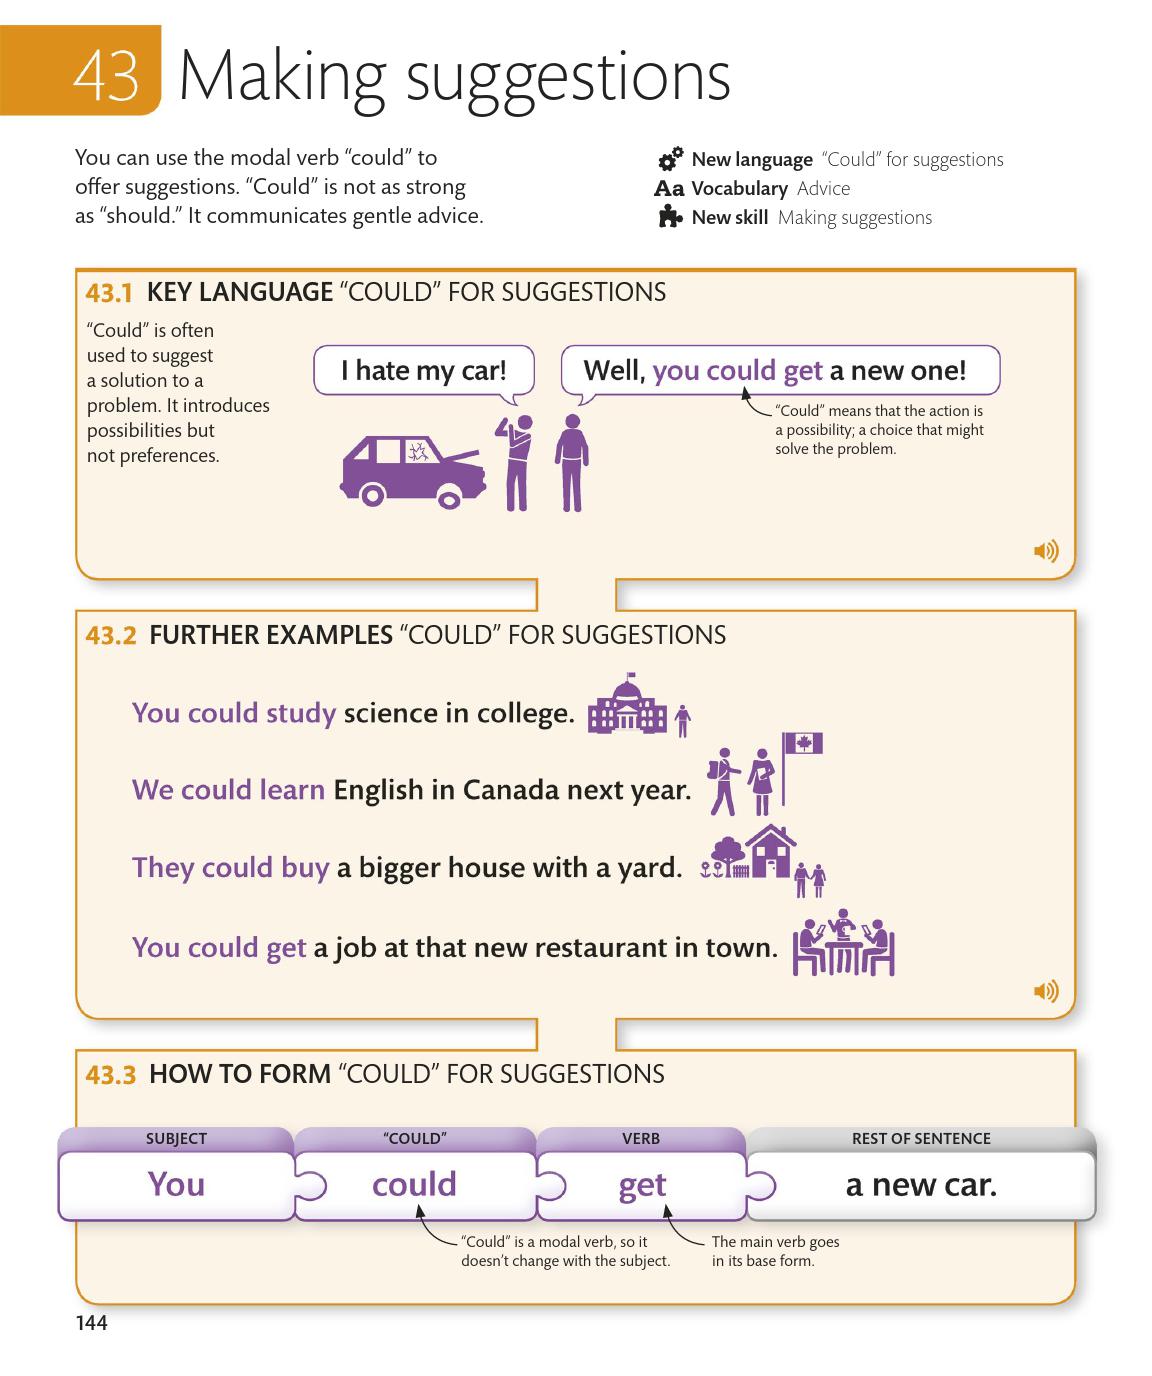 43 Making suggestions
You can use the modal verb “could” to
offer suggestions. “Could” is not as strong
as “should.” It communicates gentle advice.
New language “Could” for suggestions
Aa Vocabulary Advice
New skill Making suggestions
43.1 KEY LANGUAGE “COULD” FOR SUGGESTIONS
“Could” is often
used to suggest
a solution to a
problem. It introduces
possibilities but
not preferences.
I hate my car!
Well, you could get a new one!
“Could” means that the action is
a possibility; a choice that might
solve the problem.
43.2 FURTHER EXAMPLES “COULD” FOR SUGGESTIONS
You could study science in college.
We could learn English in Canada next year.
They could buy a bigger house with a yard.
You could get a job at that new restaurant in town.
43.3 HOW TO FORM “COULD” FOR SUGGESTIONS
SUBJECT “COULD” VERB REST OF SENTENCE
You could get a new car.
“Could” is a modal verb, so it
doesn’t change with the subject.
The main verb goes
in its base form.
144